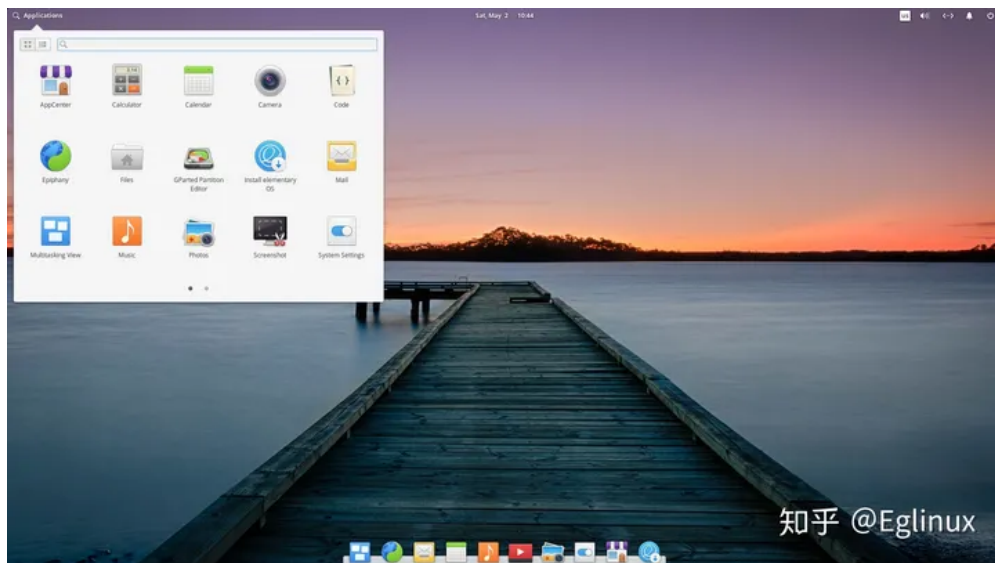 Applications
Sat, May 2 10:44
AppCenter
Calculator
Calendar
Camera
Code
Epiphany
Files
GParted Partition
Editor
Install elementary
OS
Mail
Multitasking View
Music
Photos
Screenshot
System Settings
知乎 @Eglinux